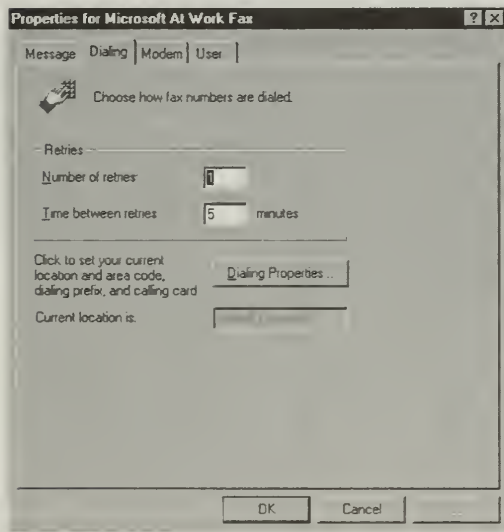 Properties for Microsoft At Work Fax
Message Dialing Modem User
Choose how fax numbers are dialed.
Retries
Number of retries: 1
Time between retries 5 minutes
Click to set your current
location and area code,
dialing prefix, and calling card
Dialing Properties...
Current location is:
OK Cancel